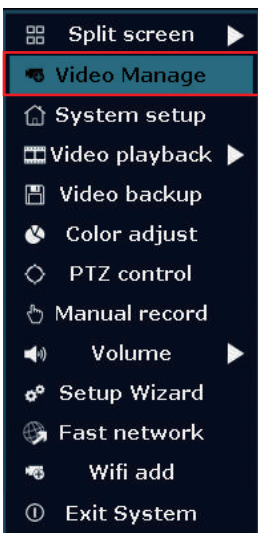 Split screen
Video Manage
System setup
Video playback
Video backup
Color adjust
PTZ control
Manual record
Volume
Setup Wizard
Fast network
Wifi add
Exit System